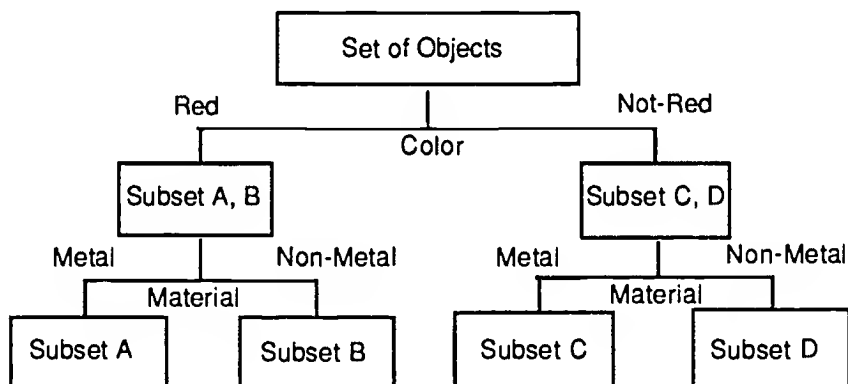 Set of Objects
Red
Not-Red
Color
Subset A, B
Subset C, D
Metal
Non-Metal
Metal
Non-Metal
Material
Material
Subset A
Subset B
Subset C
Subset D